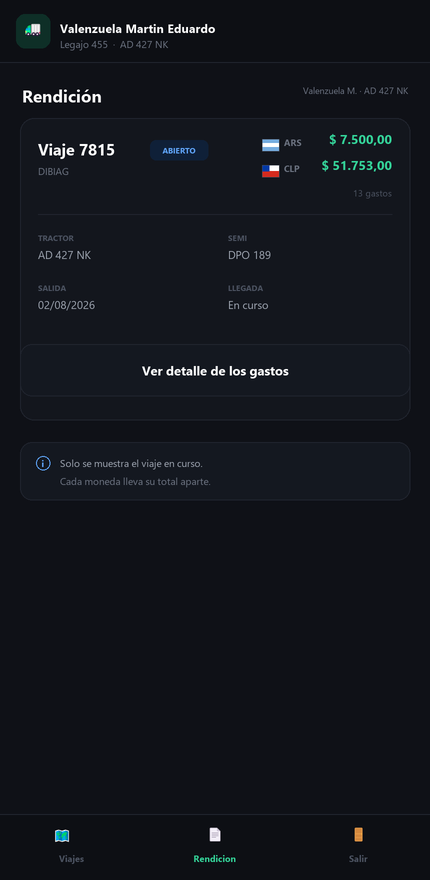 Valenzuela Martin Eduardo
Legajo 455 · AD 427 NK
Rendición
Valenzuela M. · AD 427 NK
Viaje 7815
ABIERTO
ARS
$ 7.500,00
DIBIAG
CLP
$ 51.753,00
13 gastos
TRACTOR
SEMI
AD 427 NK
DPO 189
SALIDA
LLEGADA
02/08/2026
En curso
Ver detalle de los gastos
Solo se muestra el viaje en curso.
Cada moneda lleva su total aparte.
Viajes
Rendicion
Salir